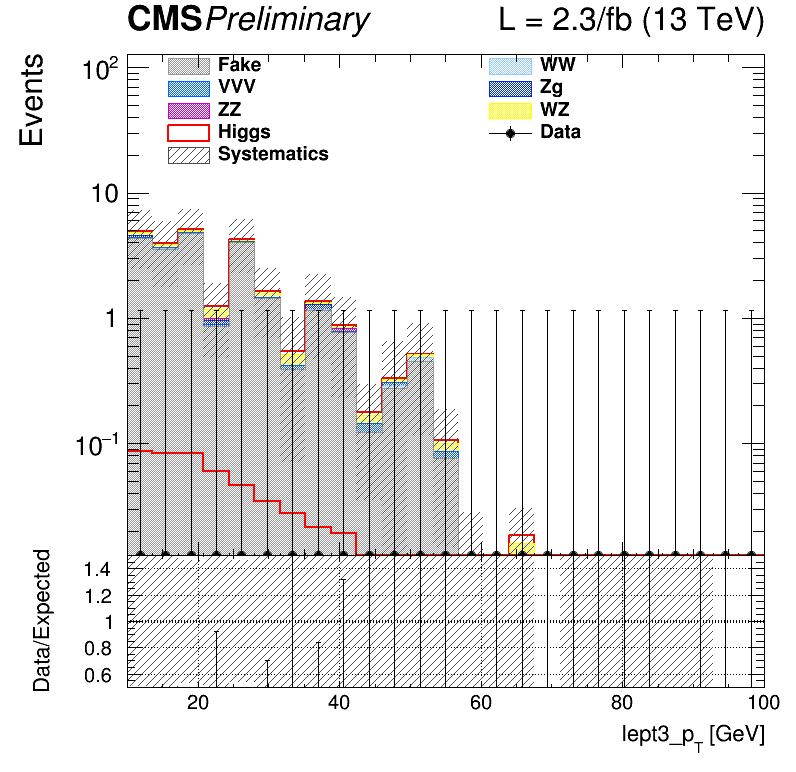 CMS Preliminary L = 2.3/fb (13 TeV)
Events
10²
10
1
10⁻¹
Fake WW
VVV Zg
ZZ WZ
Higgs Data
Systematics
Data/Expected
1.4
1.2
1
0.8
0.6
20 40 60 80 100
lept3_p_T [GeV]